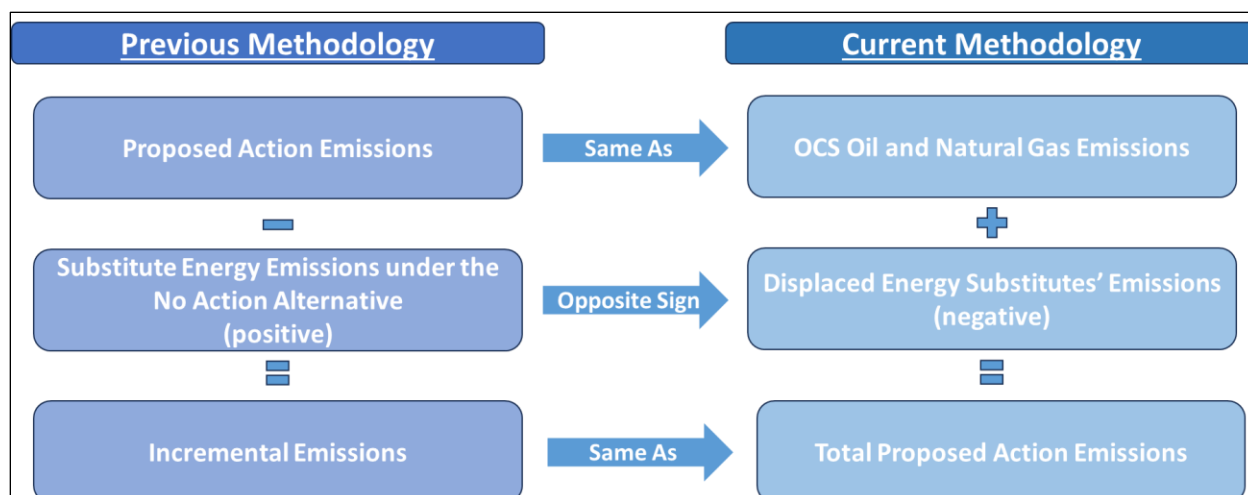 Previous Methodology
Current Methodology
Proposed Action Emissions
Same As
OCS Oil and Natural Gas Emissions
−
+
Substitute Energy Emissions under the
No Action Alternative
(positive)
Opposite Sign
Displaced Energy Substitutes’ Emissions
(negative)
=
=
Incremental Emissions
Same As
Total Proposed Action Emissions